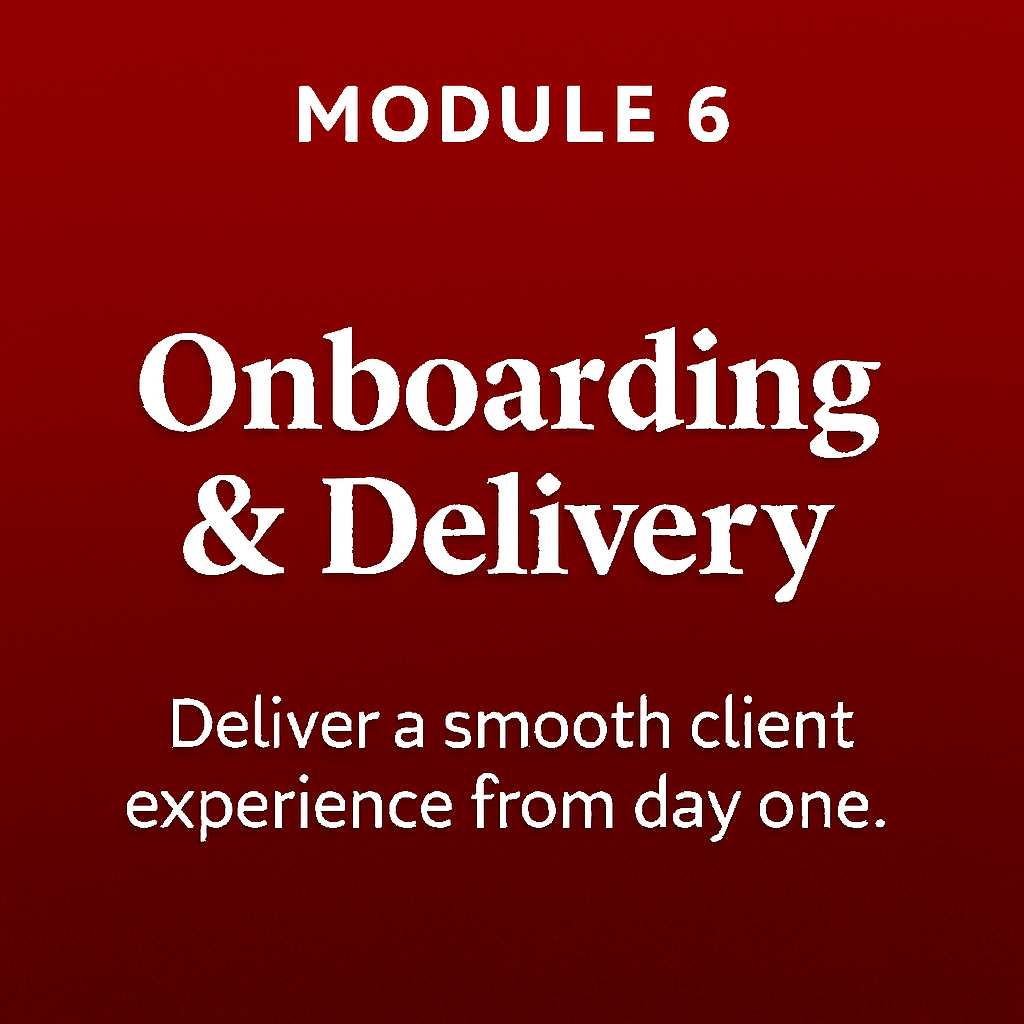 MODULE 6
Onboarding
& Delivery
Deliver a smooth client
experience from day one.